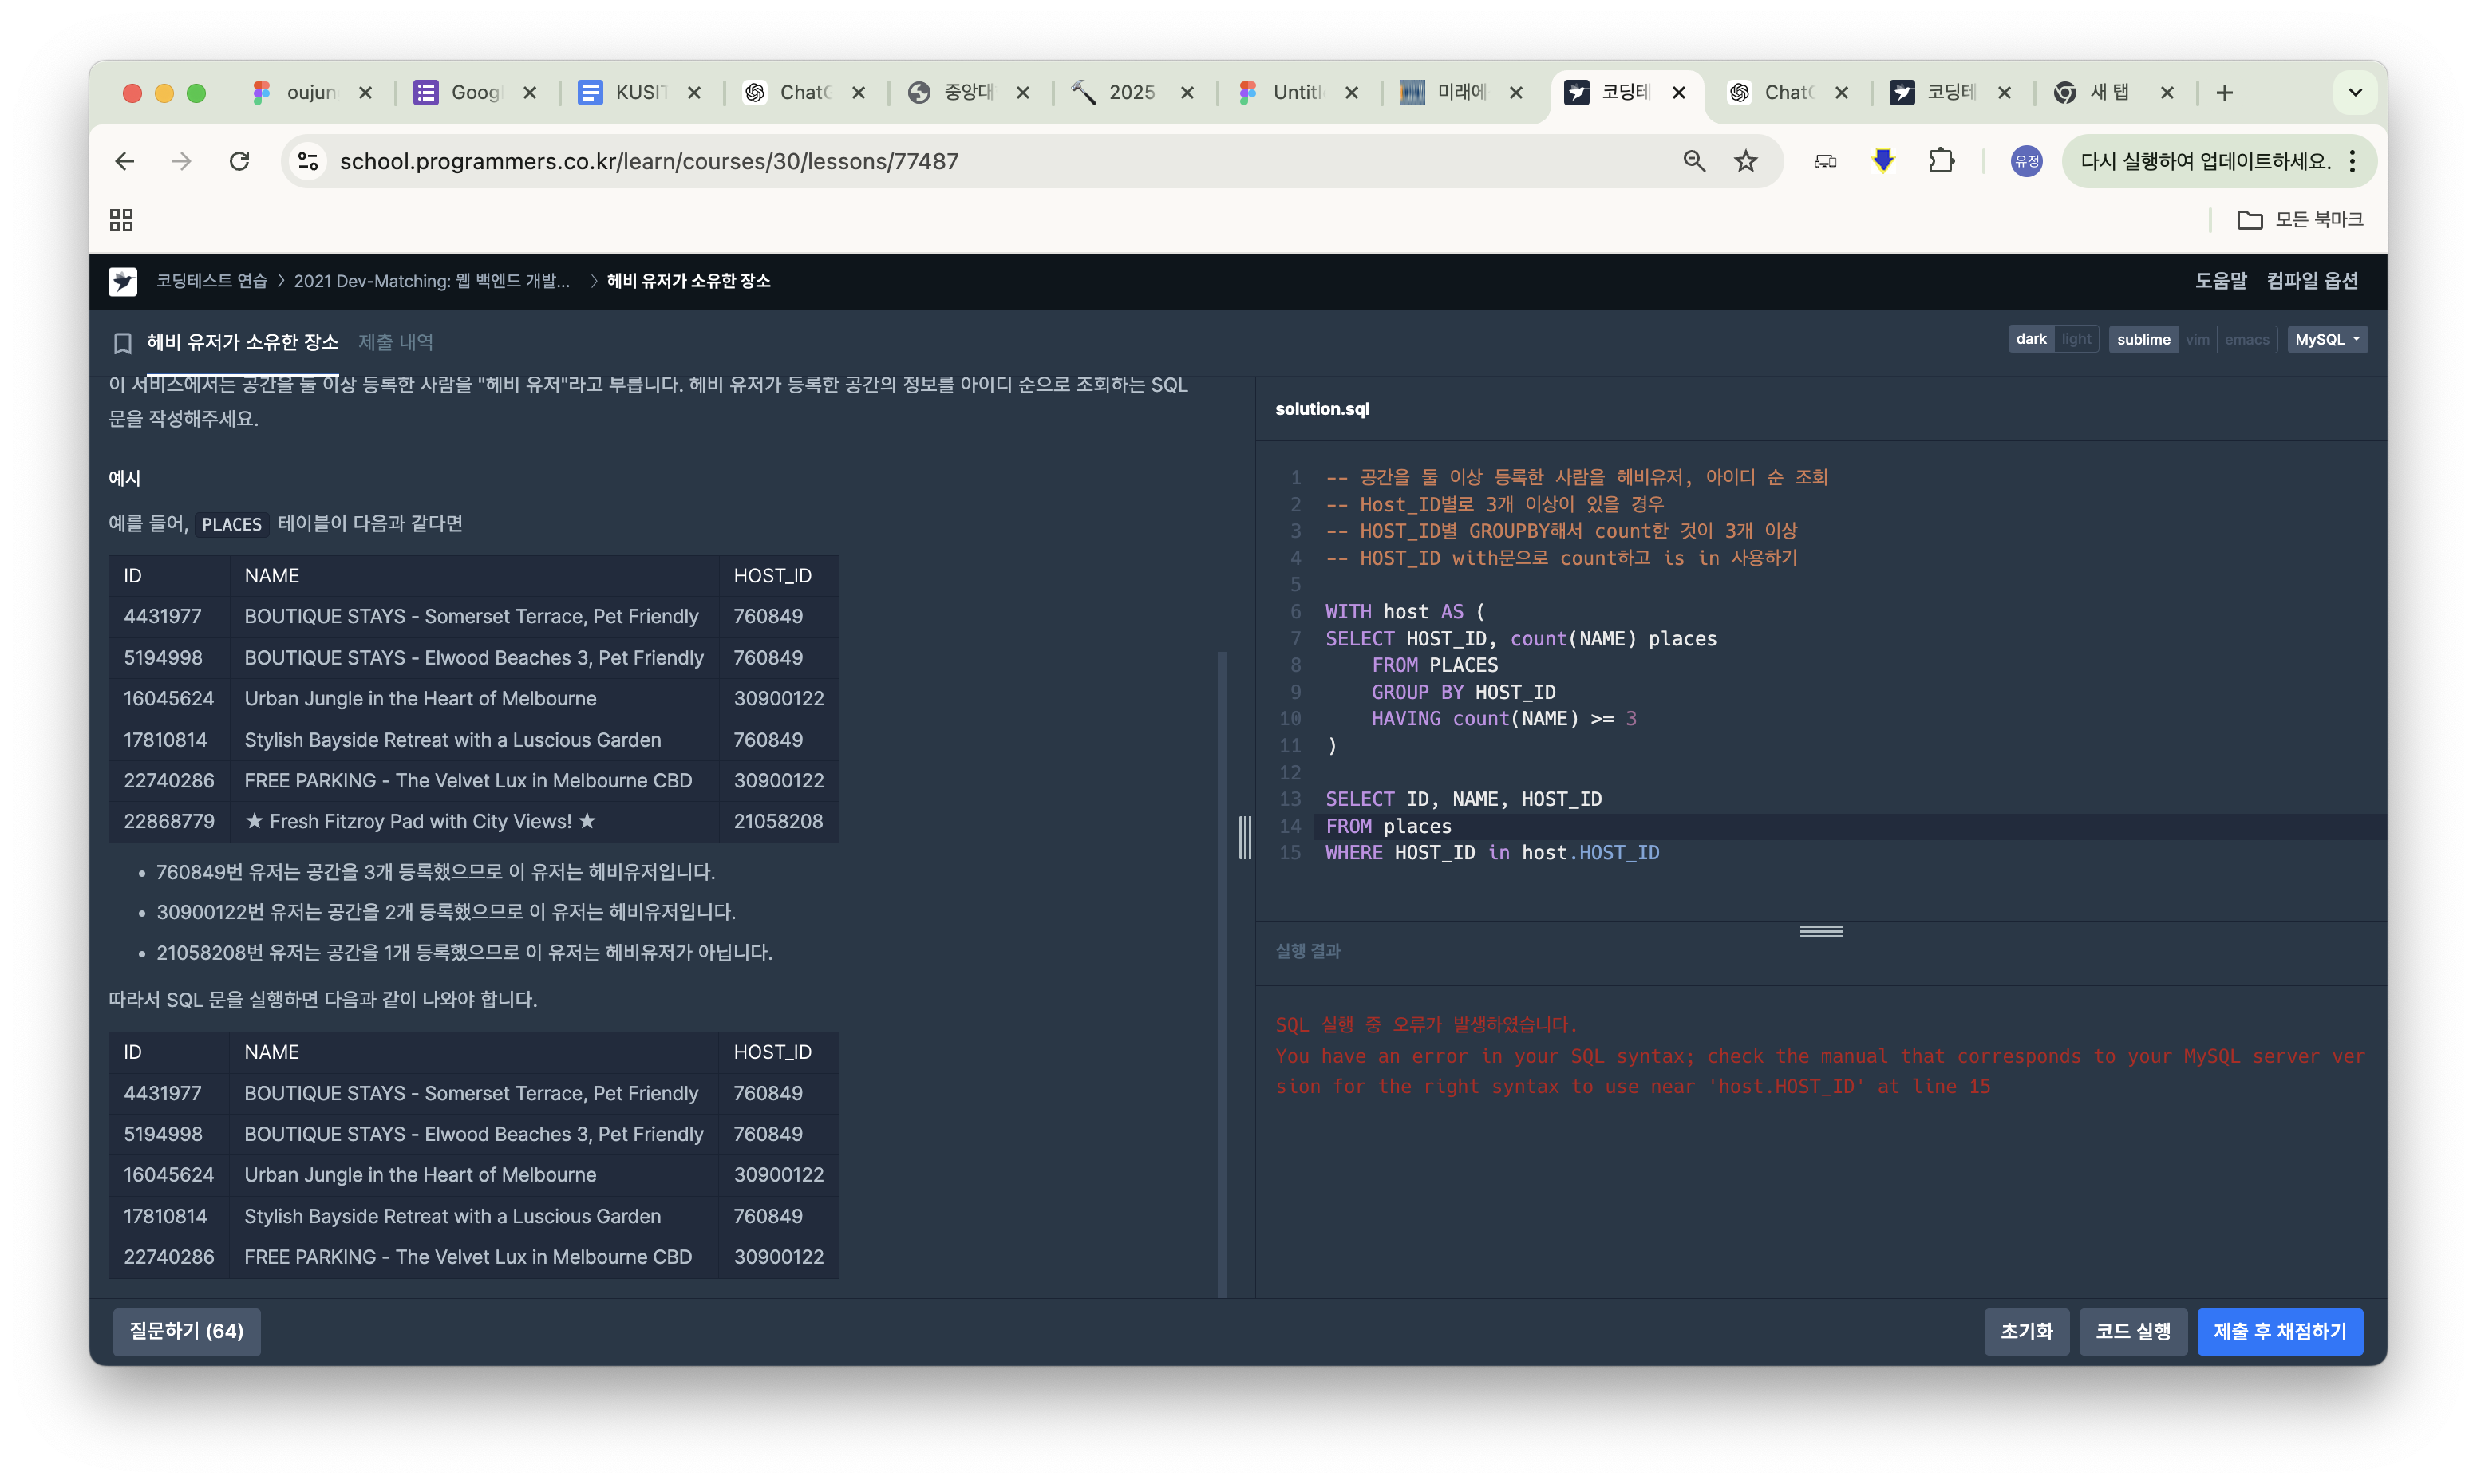 oujun
Goog
KUSIT
ChatG
중앙대
2025
Untitl
미래에
코딩테
ChatG
코딩테
새 탭
school.programmers.co.kr/learn/courses/30/lessons/77487
유정
다시 실행하여 업데이트하세요.
모든 북마크
코딩테스트 연습 > 2021 Dev-Matching: 웹 백엔드 개발... > 헤비 유저가 소유한 장소
도움말 컴파일 옵션
헤비 유저가 소유한 장소 제출 내역
dark light sublime vim emacs MySQL
이 서비스에서는 공간을 둘 이상 등록한 사람을 "헤비 유저"라고 부릅니다. 헤비 유저가 등록한 공간의 정보를 아이디 순으로 조회하는 SQL
문을 작성해주세요.
예시
예를 들어, PLACES 테이블이 다음과 같다면
ID NAME HOST_ID
4431977 BOUTIQUE STAYS - Somerset Terrace, Pet Friendly 760849
5194998 BOUTIQUE STAYS - Elwood Beaches 3, Pet Friendly 760849
16045624 Urban Jungle in the Heart of Melbourne 30900122
17810814 Stylish Bayside Retreat with a Luscious Garden 760849
22740286 FREE PARKING - The Velvet Lux in Melbourne CBD 30900122
22868779 ★ Fresh Fitzroy Pad with City Views! ★ 21058208
• 760849번 유저는 공간을 3개 등록했으므로 이 유저는 헤비유저입니다.
• 30900122번 유저는 공간을 2개 등록했으므로 이 유저는 헤비유저입니다.
• 21058208번 유저는 공간을 1개 등록했으므로 이 유저는 헤비유저가 아닙니다.
따라서 SQL 문을 실행하면 다음과 같이 나와야 합니다.
ID NAME HOST_ID
4431977 BOUTIQUE STAYS - Somerset Terrace, Pet Friendly 760849
5194998 BOUTIQUE STAYS - Elwood Beaches 3, Pet Friendly 760849
16045624 Urban Jungle in the Heart of Melbourne 30900122
17810814 Stylish Bayside Retreat with a Luscious Garden 760849
22740286 FREE PARKING - The Velvet Lux in Melbourne CBD 30900122
solution.sql
1 -- 공간을 둘 이상 등록한 사람을 헤비유저, 아이디 순 조회
2 -- Host_ID별로 3개 이상이 있을 경우
3 -- HOST_ID별 GROUPBY해서 count한 것이 3개 이상
4 -- HOST_ID with문으로 count하고 is in 사용하기
5
6 WITH host AS (
7 SELECT HOST_ID, count(NAME) places
8 FROM PLACES
9 GROUP BY HOST_ID
10 HAVING count(NAME) >= 3
11 )
12
13 SELECT ID, NAME, HOST_ID
14 FROM places
15 WHERE HOST_ID in host.HOST_ID
실행 결과
SQL 실행 중 오류가 발생하였습니다.
You have an error in your SQL syntax; check the manual that corresponds to your MySQL server ver
sion for the right syntax to use near 'host.HOST_ID' at line 15
질문하기 (64)
초기화 코드 실행 제출 후 채점하기